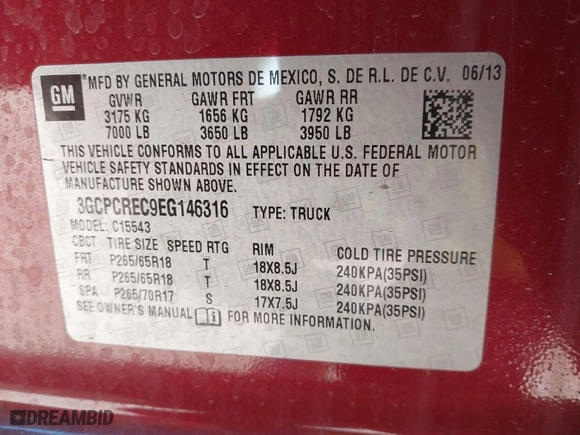 GM
MFD BY GENERAL MOTORS DE MEXICO, S. DE R.L. DE C.V. 06/13
GVWR GAWR FRT GAWR RR
3175 KG 1656 KG 1792 KG
7000 LB 3650 LB 3950 LB
THIS VEHICLE CONFORMS TO ALL APPLICABLE U.S. FEDERAL MOTOR
VEHICLE SAFETY STANDARDS IN EFFECT ON THE DATE OF
MANUFACTURE SHOWN ABOVE.
3GCPCREC9EG146316 TYPE: TRUCK
MODEL: C15543
CBCT TIRE SIZE SPEED RTG RIM COLD TIRE PRESSURE
FRT P265/65R18 T 18X8.5J 240KPA(35PSI)
RR P265/65R18 T 18X8.5J 240KPA(35PSI)
SPA P265/70R17 S 17X7.5J 240KPA(35PSI)
SEE OWNER'S MANUAL FOR MORE INFORMATION.
DREAMBID